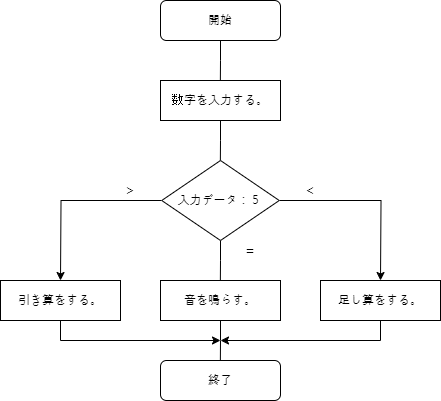 開始
数字を入力する。
> <
入力データ：５
=
引き算をする。
音を鳴らす。
足し算をする。
終了